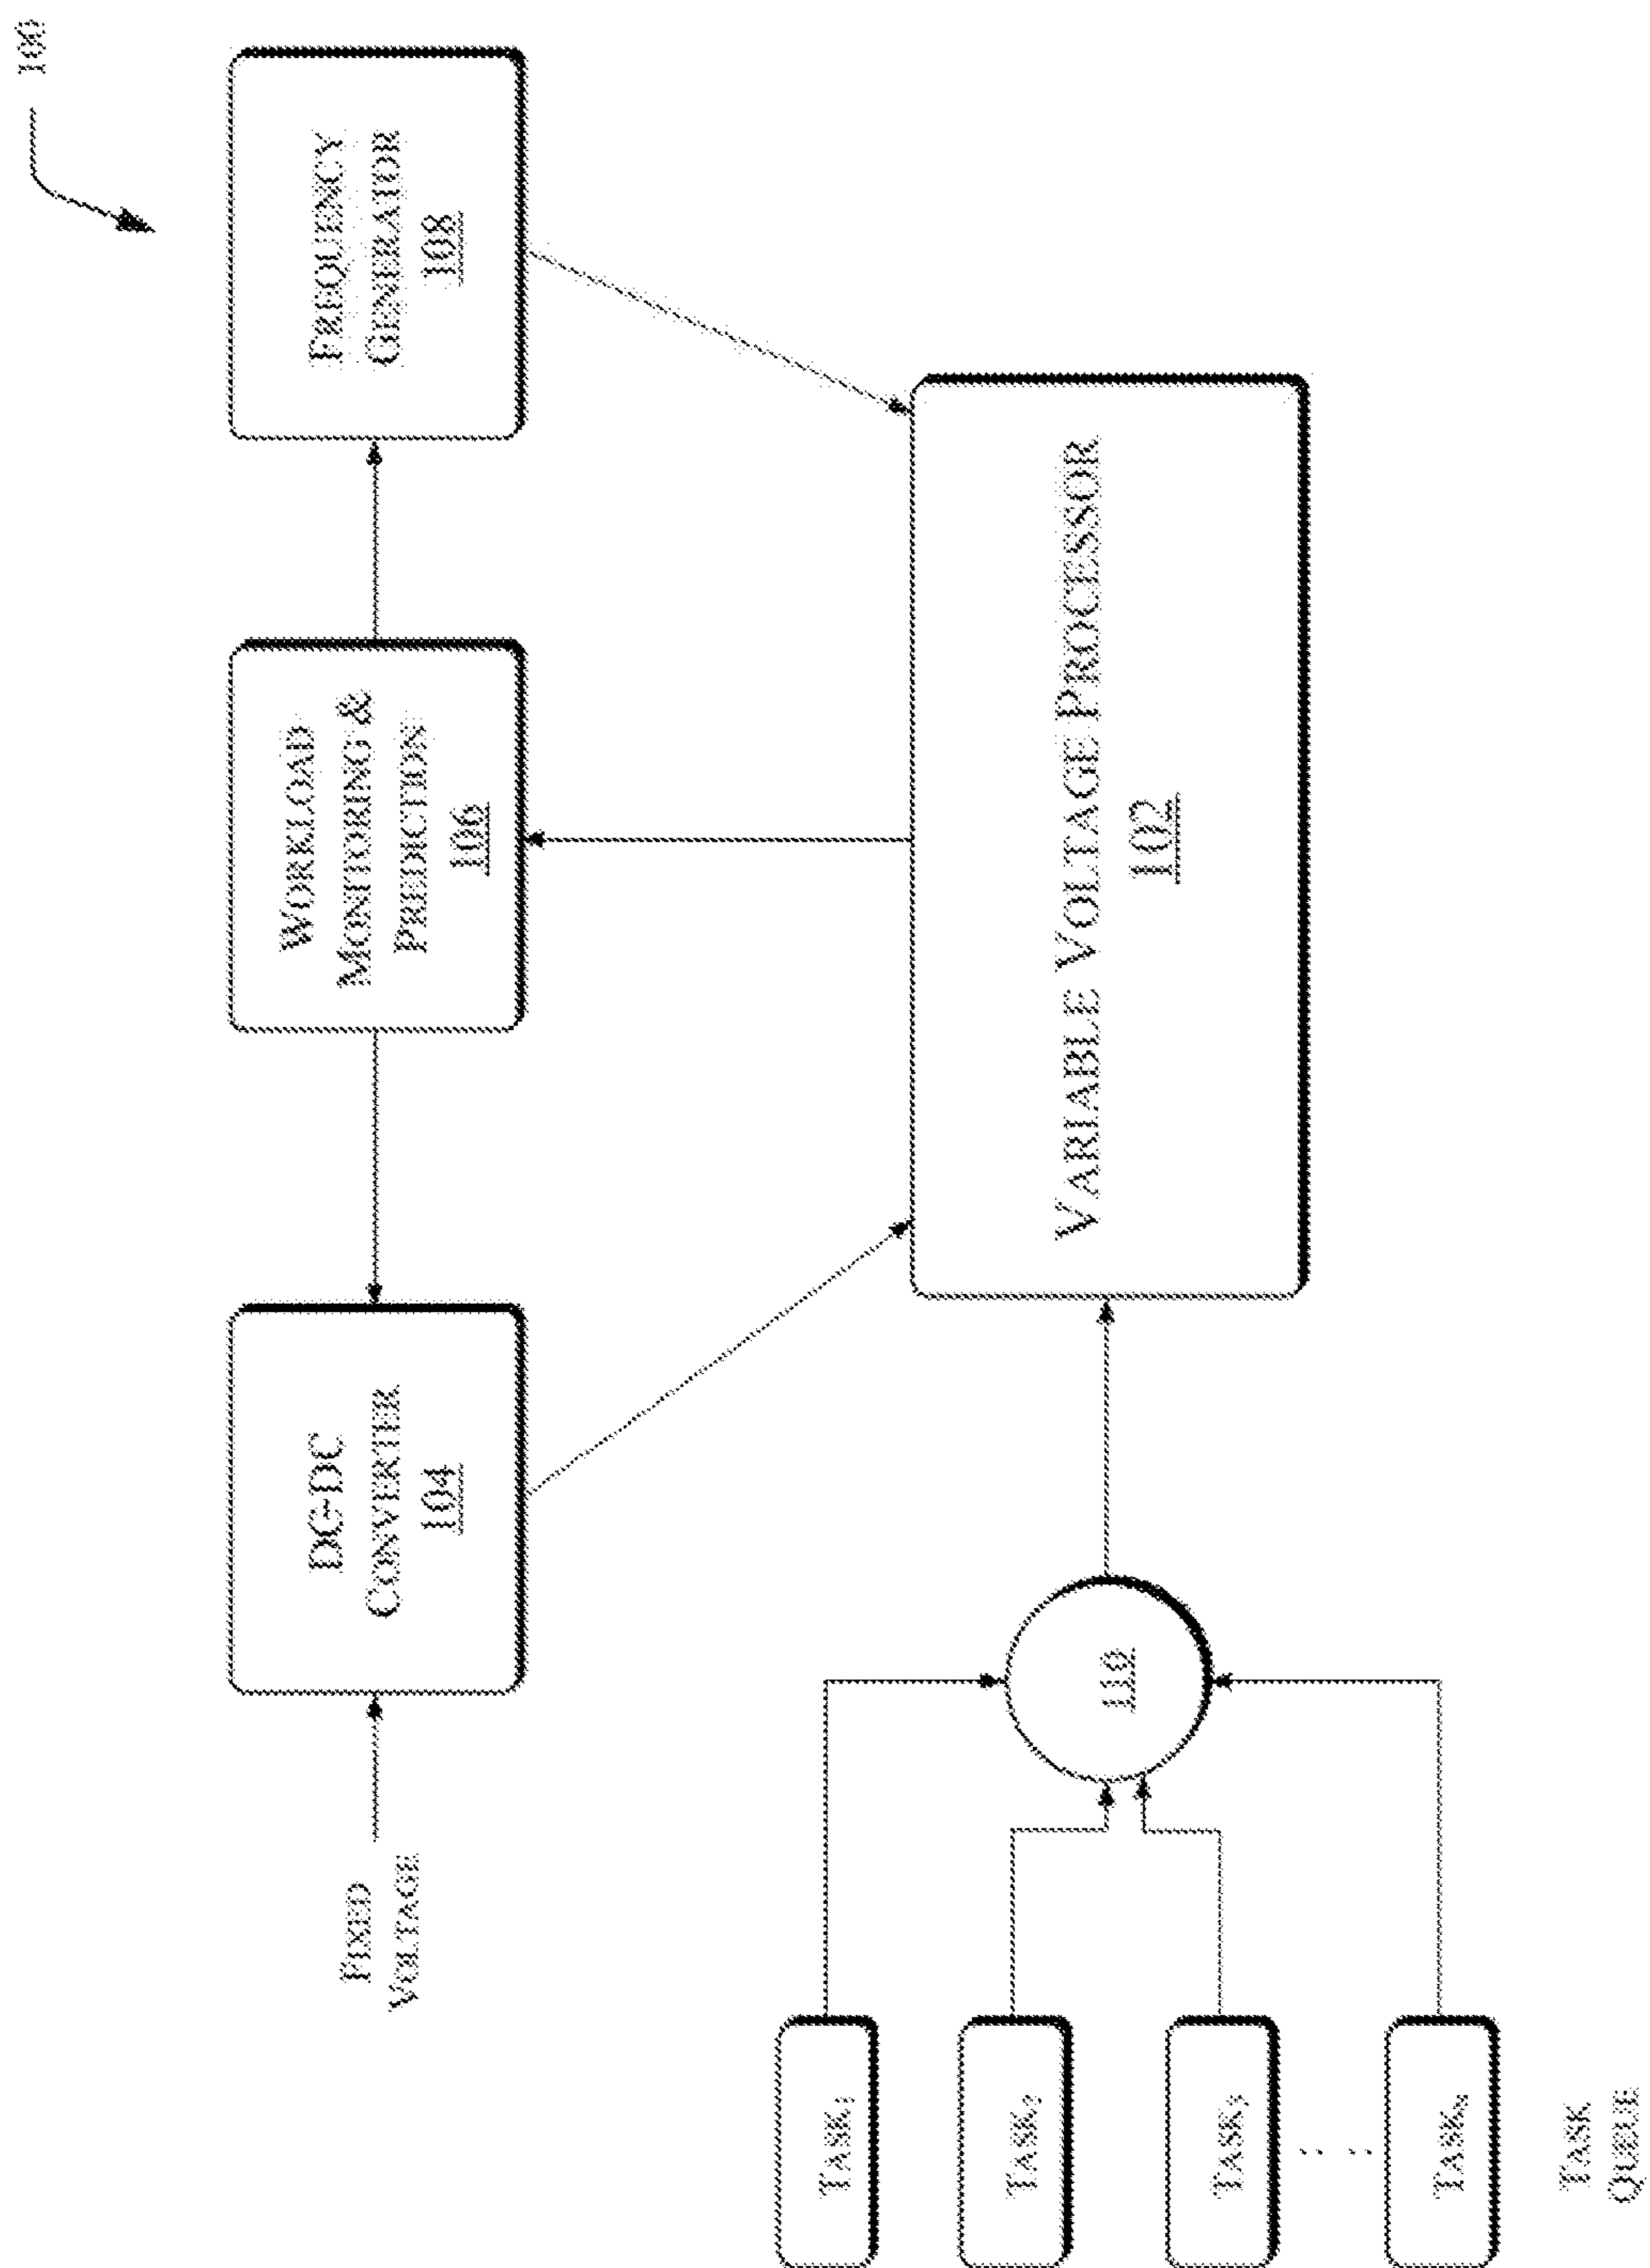 100
FIXED
VOLTAGE
DC-DC
CONVERTER
104
WORKLOAD
MONITORING &
PREDICTION
106
FREQUENCY
GENERATOR
108
TASK1
TASK2
TASK3
TASKn
TASK
QUEUE
110
VARIABLE VOLTAGE PROCESSOR
102